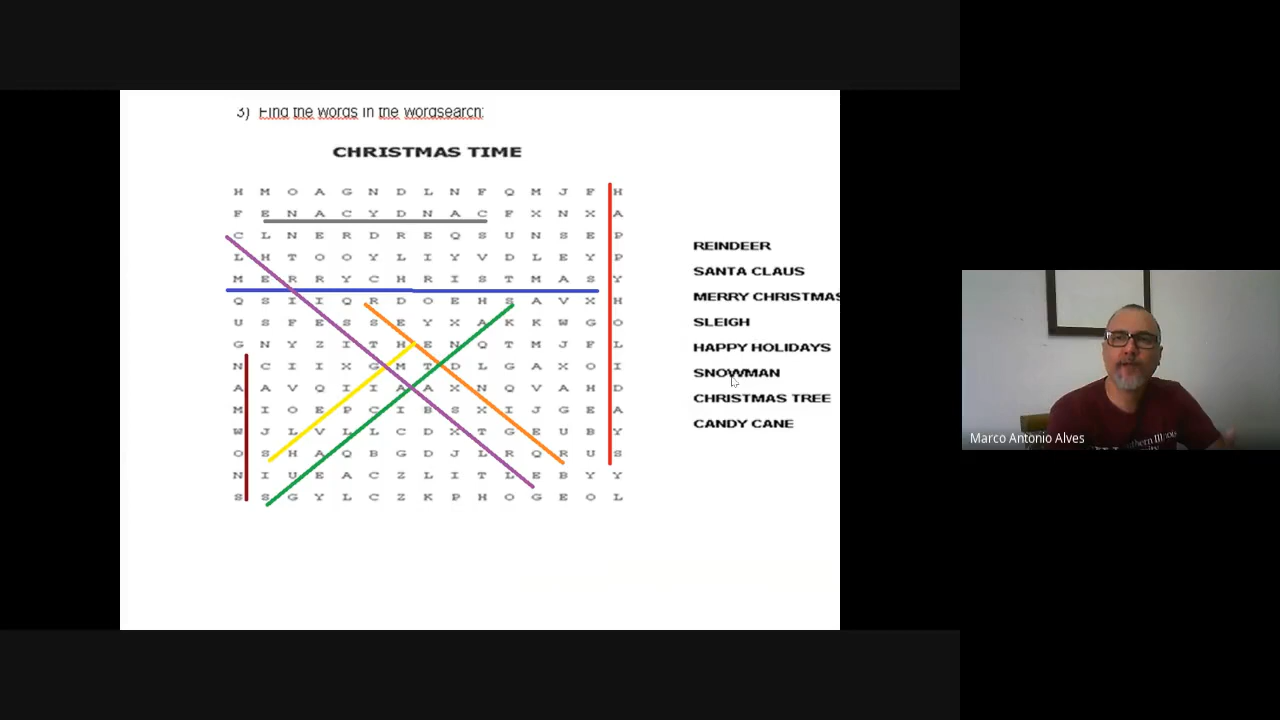 3) Find the words in the wordsearch:
CHRISTMAS TIME
H M O A G N D L N F Q M J F H
F E N A C Y D N A C F X N X A
C L N E R D R E Q S U N S E P
L H T O O Y L I Y V D L E Y P
M E R R Y C H R I S T M A S Y
Q S I I Q R D O E H S A V X H
U S P E S S E Y X A K K W G O
G N Y Z I T H E N Q T M J F L
N C I I X G M T D L G A X O I
A A V Q I I A A X N Q V A H D
M I O E P C I B S X I J G E A
W J L V L L C D X T G E U B Y
O S H A Q B G D J L R Q R U S
N I U E A C Z L I T L E B Y Y
S S G Y L C Z K P H O G E O L
REINDEER
SANTA CLAUS
MERRY CHRISTMAS
SLEIGH
HAPPY HOLIDAYS
SNOWMAN
CHRISTMAS TREE
CANDY CANE
Marco Antonio Alves